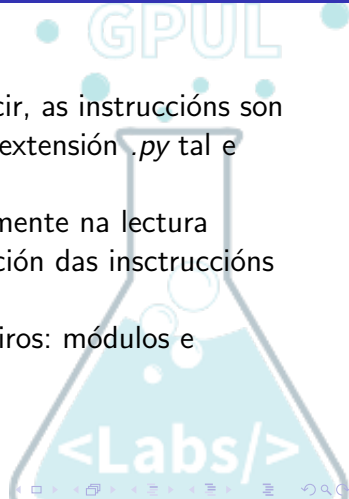 GPUL
cir, as instruccións son
extensión .py tal e
mente na lectura
ción das insctruccións
iros: módulos e
<Labs/>